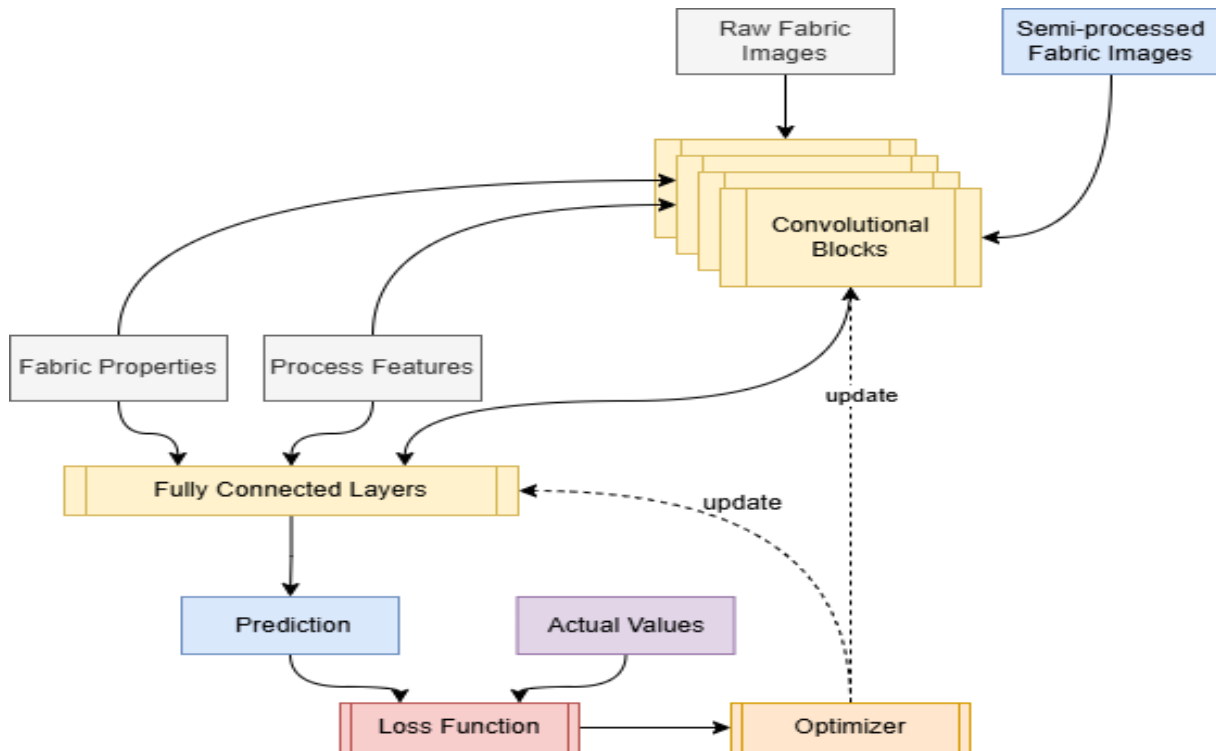 Raw Fabric
Images
Semi-processed
Fabric Images
Convolutional
Blocks
Fabric Properties
Process Features
update
Fully Connected Layers
update
Prediction
Actual Values
Loss Function
Optimizer